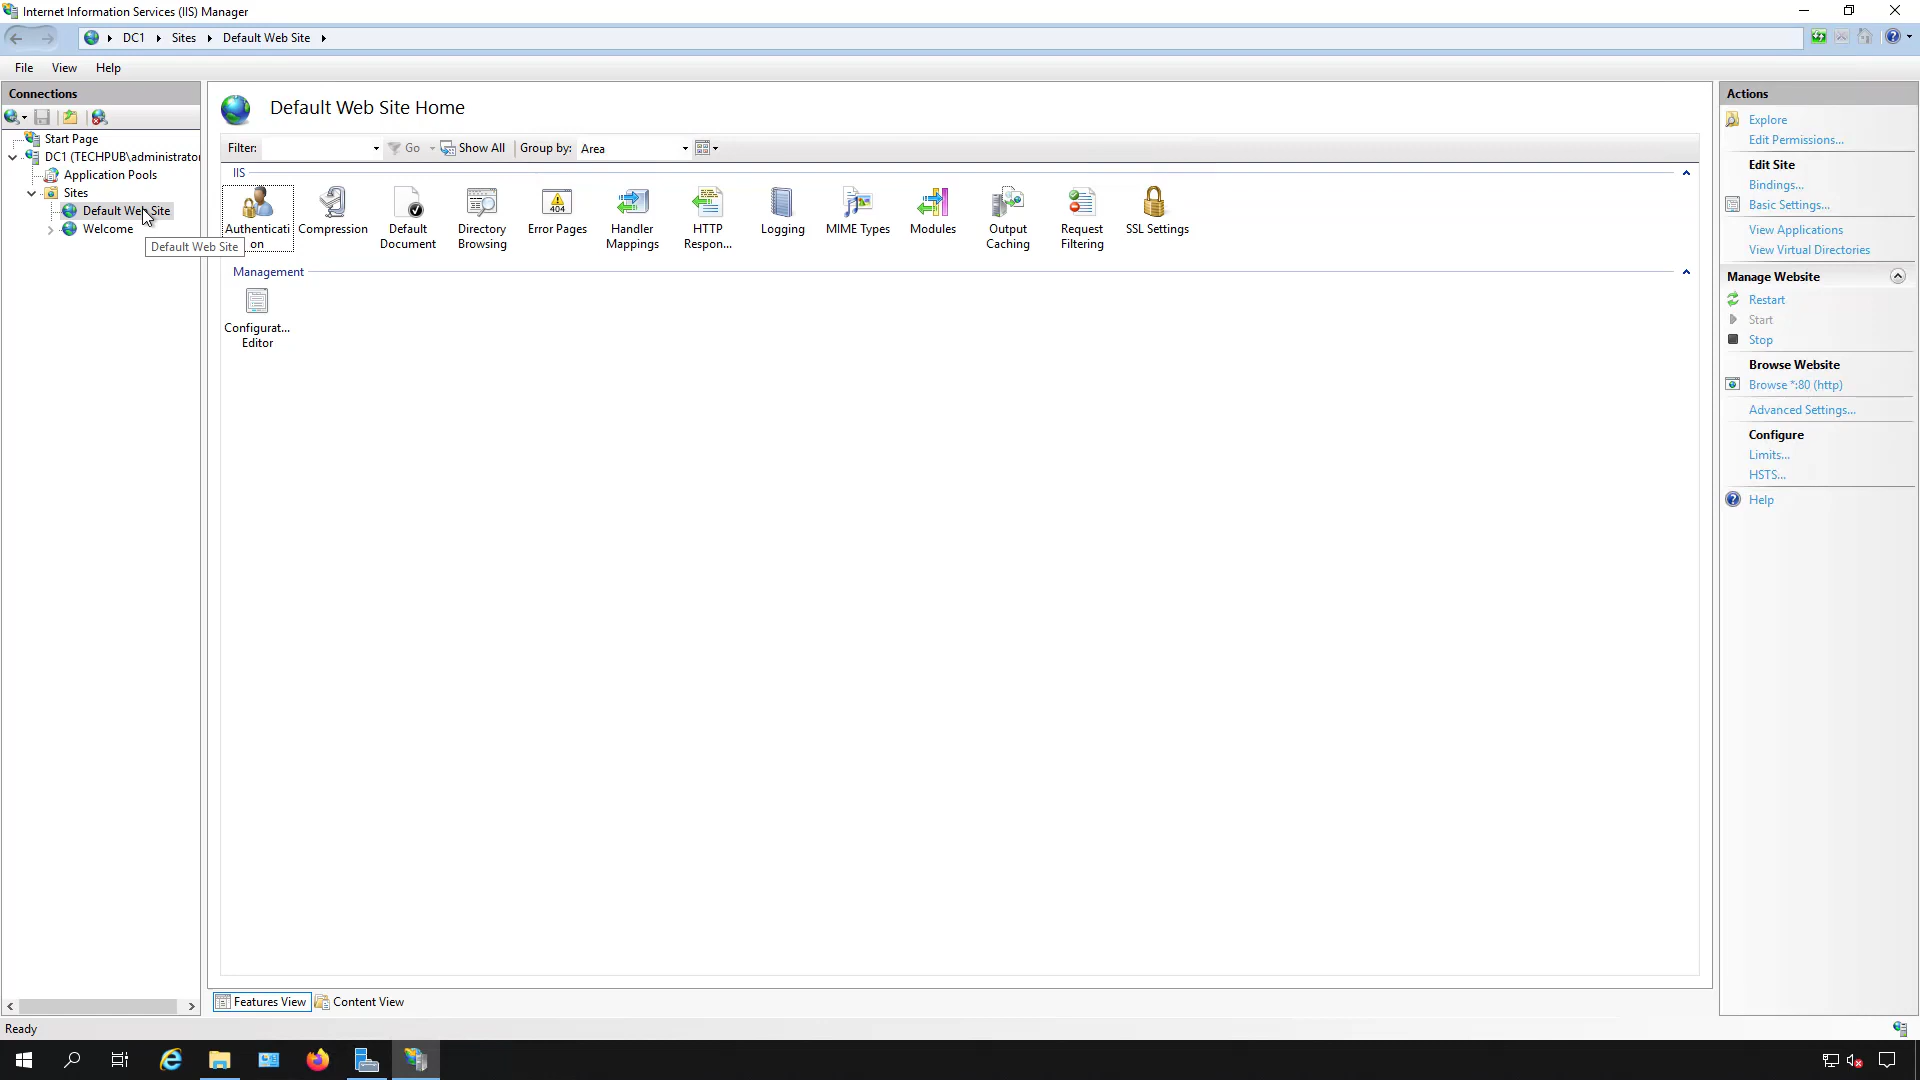 Internet Information Services (IIS) Manager
DC1 Sites Default Web Site
File View Help
Connections
Start Page
DC1 (TECHPUB\administrator
Application Pools
Sites
Default Web Site
Welcome
Default Web Site
Default Web Site Home
Filter: Go Show All Group by: Area
IIS
Authenticati
on
Compression
Default
Document
Directory
Browsing
Error Pages
404
Handler
Mappings
HTTP
Respon...
Logging
MIME Types
Modules
Output
Caching
Request
Filtering
SSL Settings
Management
Configurat...
Editor
Features View Content View
Actions
Explore
Edit Permissions...
Edit Site
Bindings...
Basic Settings...
View Applications
View Virtual Directories
Manage Website
Restart
Start
Stop
Browse Website
Browse *:80 (http)
Advanced Settings...
Configure
Limits...
HSTS...
Help
Ready